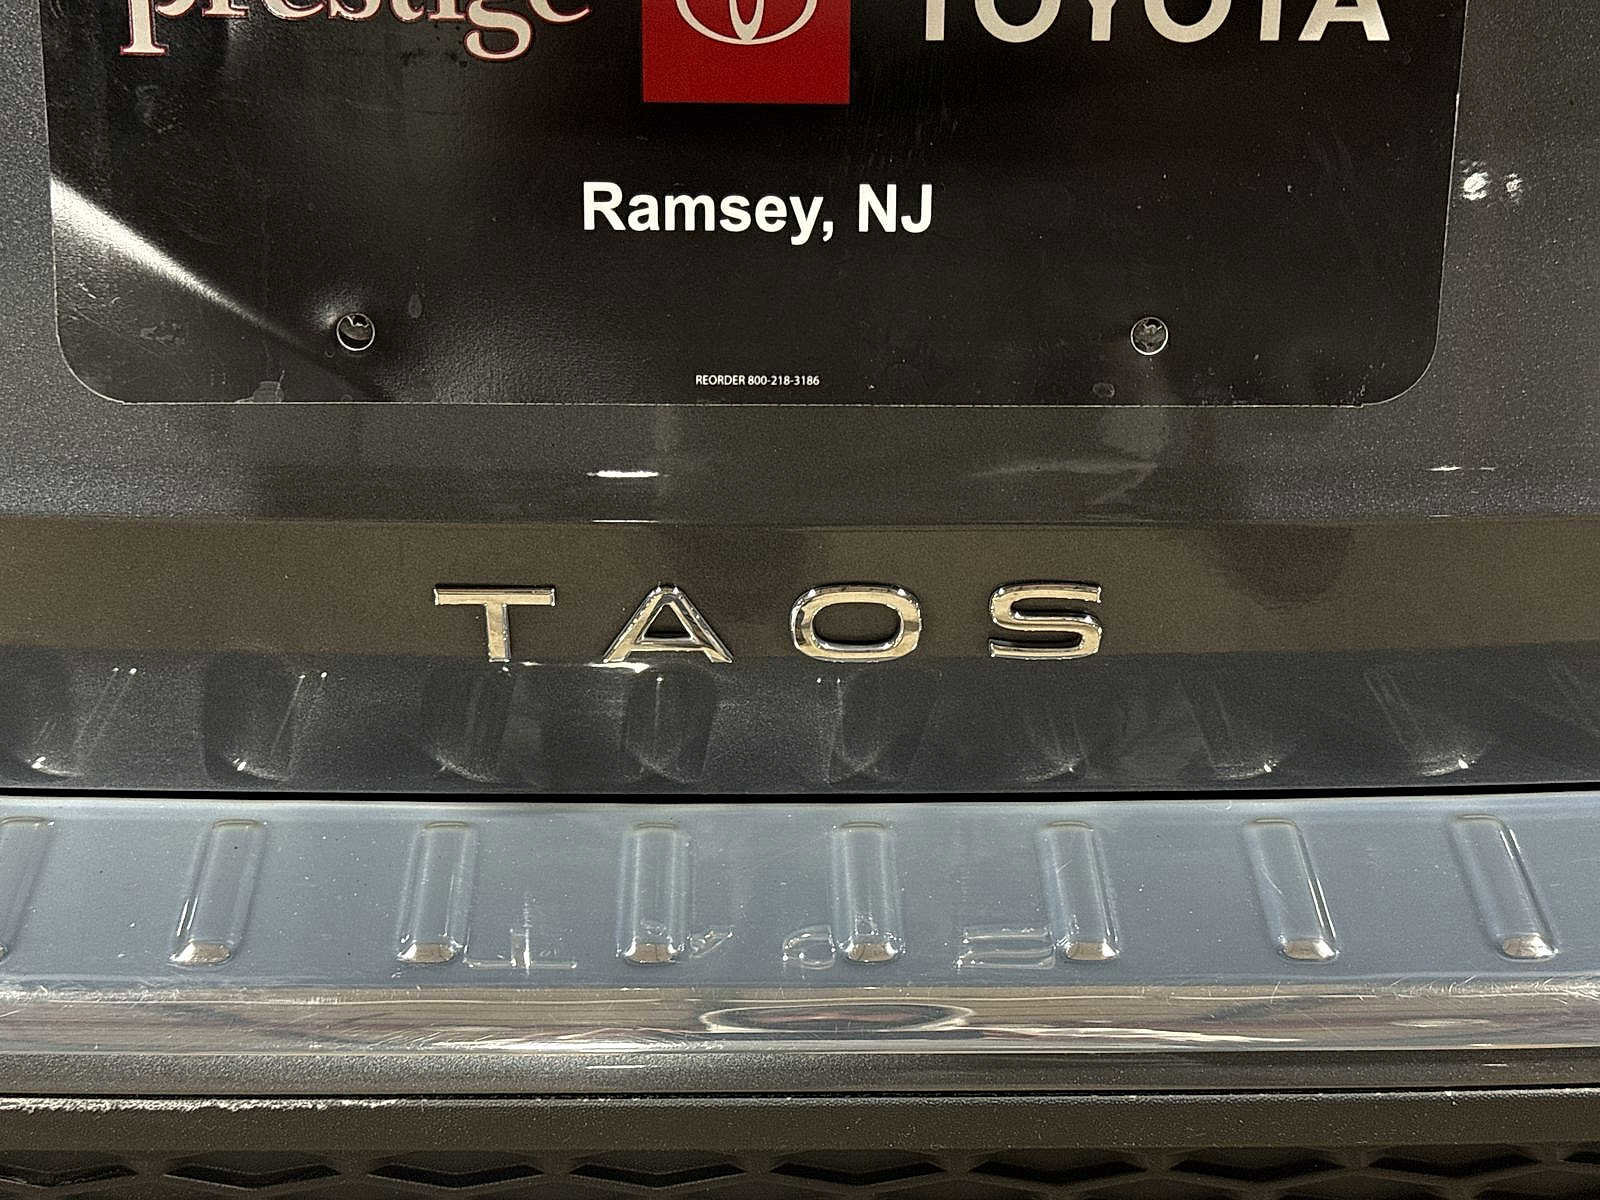 prestige TOYOTA
Ramsey, NJ
REORDER 800-218-3186
TAOS